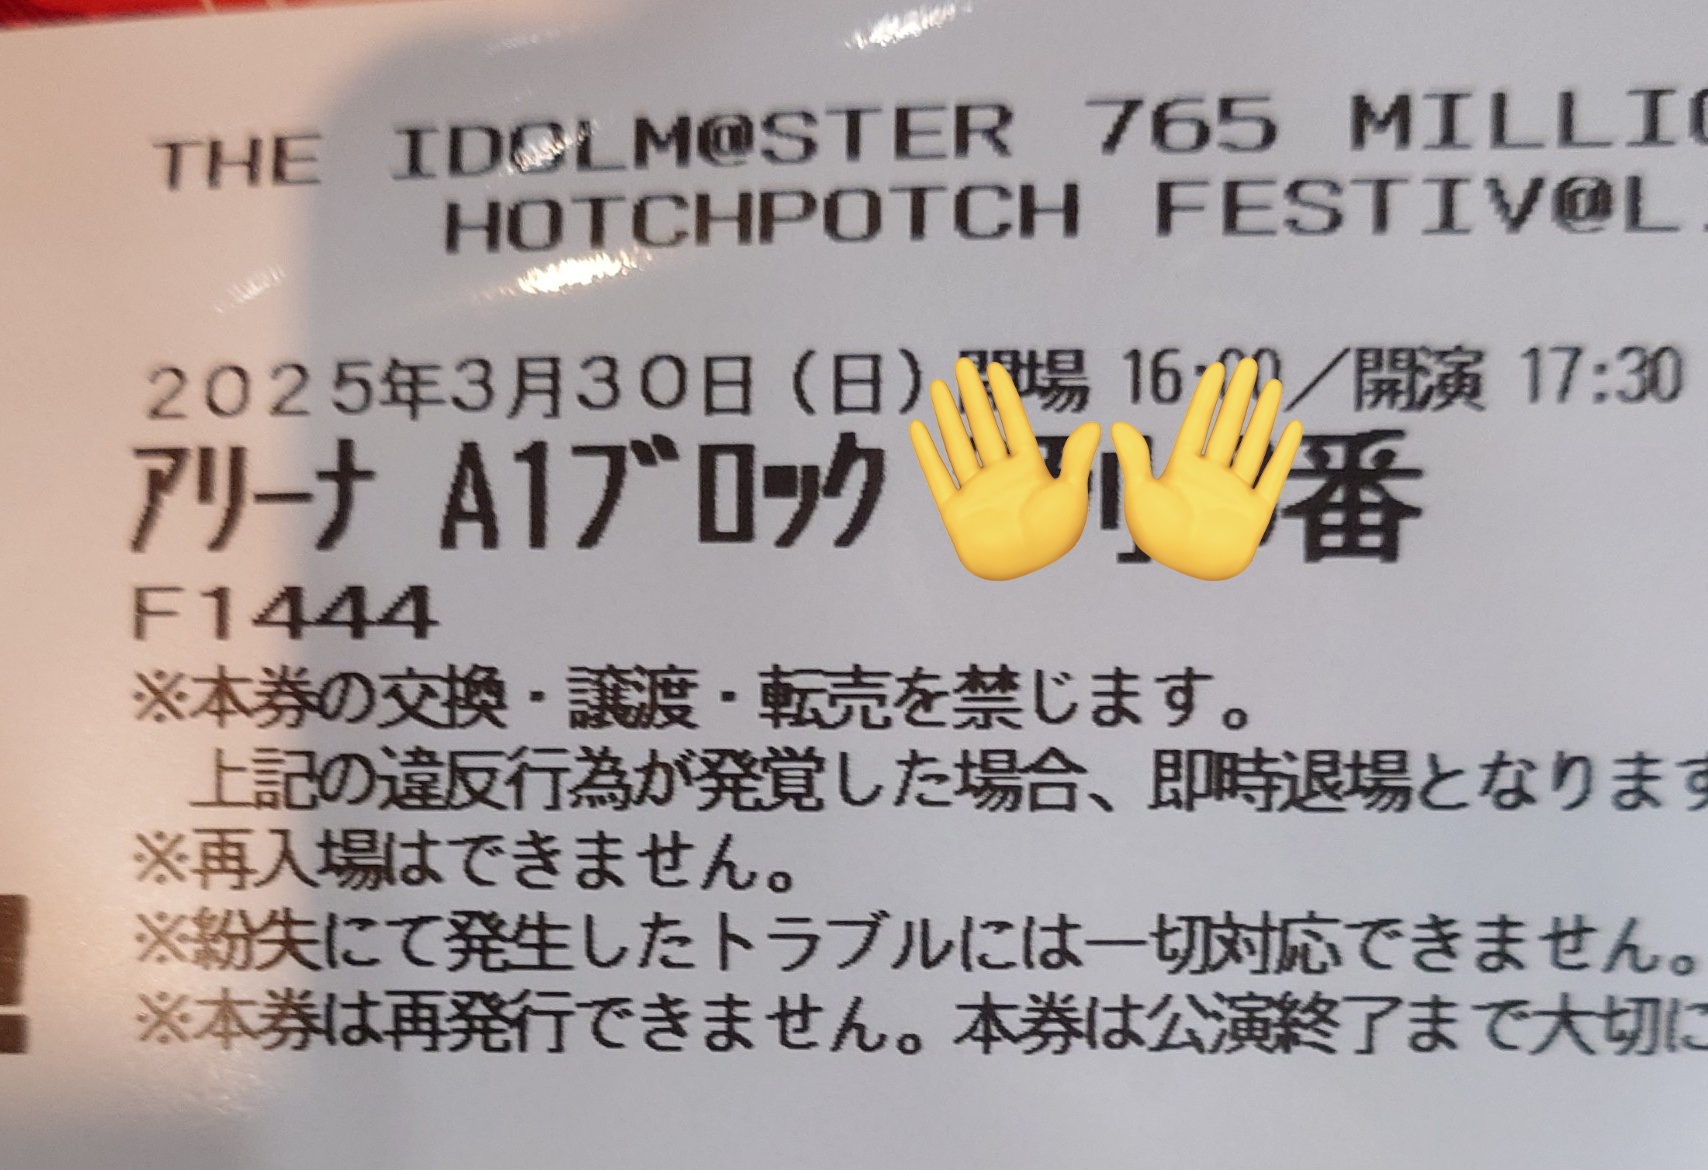 THE IDOLM@STER 765 MILLIO
HOTCHPOTCH FESTIV@L
2025年3月30日(日) 開場 16:00/開演 17:30
アリーナ A1ブロック 列 番
F1444
※本券の交換・譲渡・転売を禁じます。
上記の違反行為が発覚した場合、即時退場となります
※再入場はできません。
※紛失にて発生したトラブルには一切対応できません。
※本券は再発行できません。本券は公演終了まで大切に